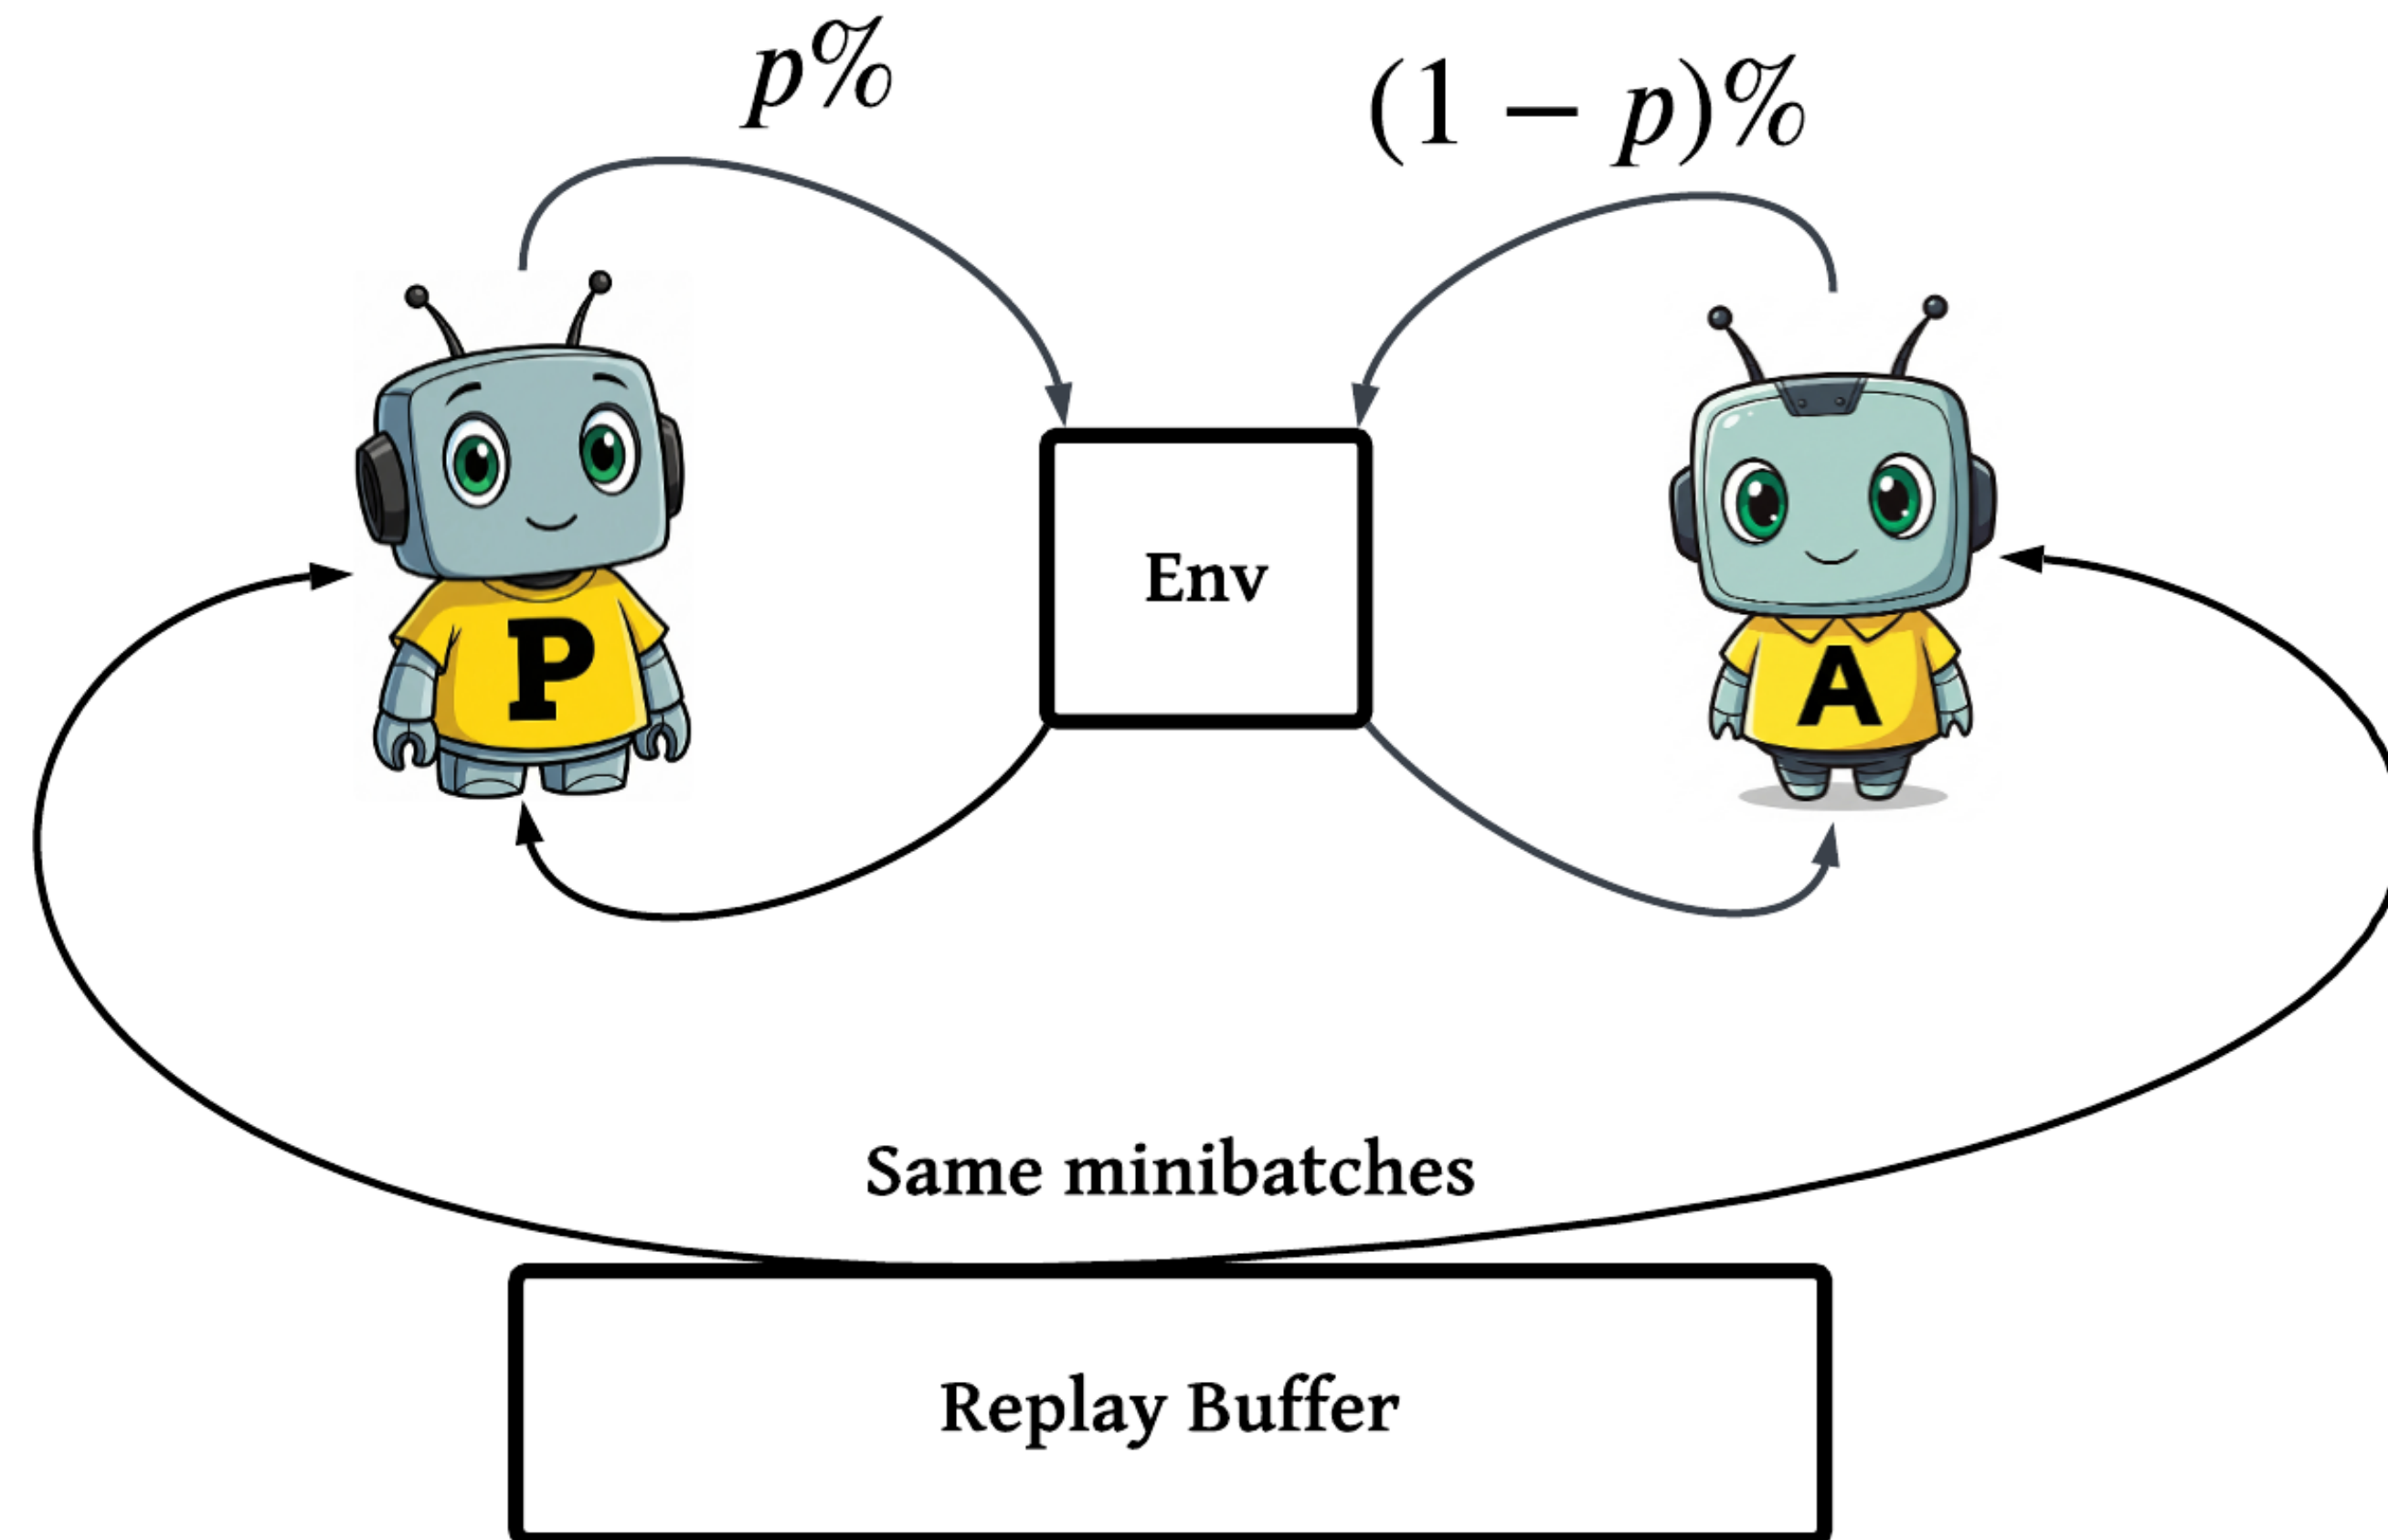 p%
(1 − p)%
Env
P
A
Same minibatches
Replay Buffer